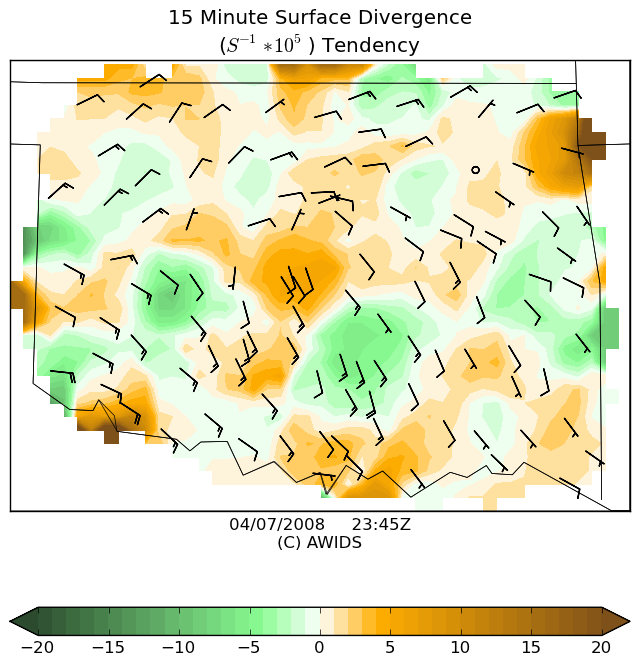 15 Minute Surface Divergence
(S⁻¹ *10⁵ ) Tendency
04/07/2008 23:45Z
(C) AWIDS
−20 −15 −10 −5 0 5 10 15 20